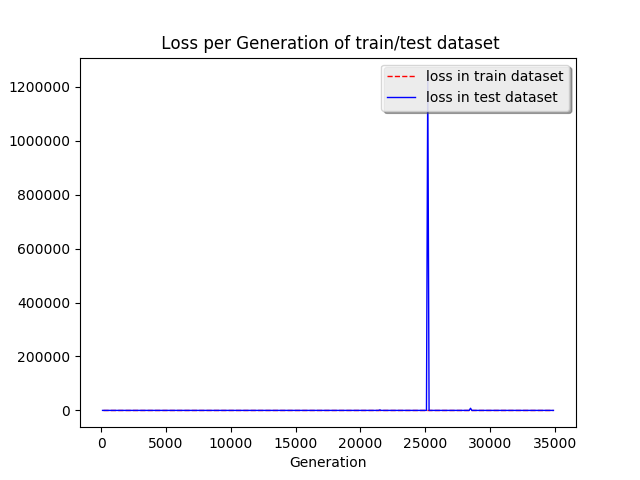 Loss per Generation of train/test dataset
loss in train dataset
loss in test dataset
1200000
1000000
800000
600000
400000
200000
0
0 5000 10000 15000 20000 25000 30000 35000
Generation